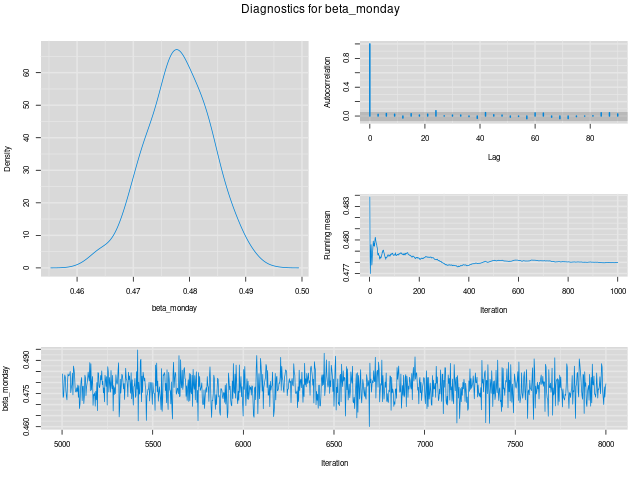 Diagnostics for beta_monday
Density
0 10 20 30 40 50 60
0.46 0.47 0.48 0.49 0.50
beta_monday
Autocorrelation
0.0 0.4 0.8
0 20 40 60 80
Lag
Running mean
0.477 0.480 0.483
0 200 400 600 800 1000
Iteration
beta_monday
0.460 0.475 0.490
5000 5500 6000 6500 7000 7500 8000
Iteration